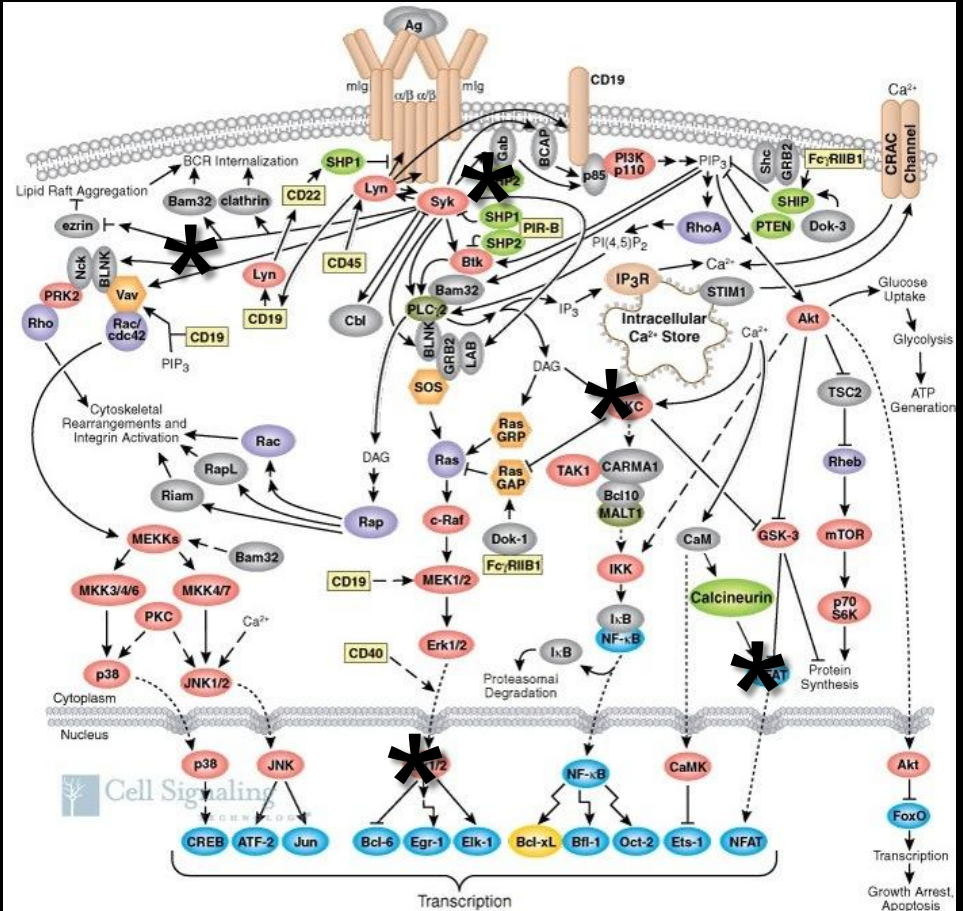 Ag
mIg
α/β α/β
mIg
CD19
Ca²⁺
CRAC
Channel
BCR Internalization
SHP1
Lyn
Gab
BCAP
p85
PI3K
p110
PIP₃
Shc
GRB2
FcγRIIB1
Lipid Raft Aggregation
Bam32
clathrin
CD22
Syk
SHP1
SHP2
PIR-B
SHIP
PTEN
Dok-3
ezrin
RhoA
PI(4,5)P₂
Nck
BLNK
Lyn
CD45
Btk
Bam32
IP₃R
Ca²⁺
STIM1
PRK2
Vav
CD19
PLCγ2
IP₃
Glucose
Uptake
Rho
Rac/
cdc42
CD19
Cbl
BLNK
GRB2
LAB
Intracellular
Ca²⁺ Store
Ca²⁺
Akt
Glycolysis
PIP₃
SOS
DAG
TSC2
ATP
Generation
Cytoskeletal
Rearrangements and
Integrin Activation
Rac
RapL
Riam
DAG
Ras
Ras
GRP
Ras
GAP
TAK1
CARMA1
Bcl10
MALT1
Rheb
Rap
c-Raf
Dok-1
FcγRIIB1
CaM
GSK-3
mTOR
MEKKs
Bam32
CD19
MEK1/2
IKK
MKK3/4/6
MKK4/7
Calcineurin
p70
S6K
PKC
Ca²⁺
IκB
NF-κB
CD40
Erk1/2
IκB
p38
JNK1/2
Proteasomal
Degradation
Protein
Synthesis
Cytoplasm
Nucleus
p38
JNK
NF-κB
CaMK
Akt
Cell Signaling
TECHNOLOGY
FoxO
CREB
ATF-2
Jun
Bcl-6
Egr-1
Elk-1
Bcl-xL
Bfl-1
Oct-2
Ets-1
NFAT
Transcription
Transcription
Growth Arrest,
Apoptosis